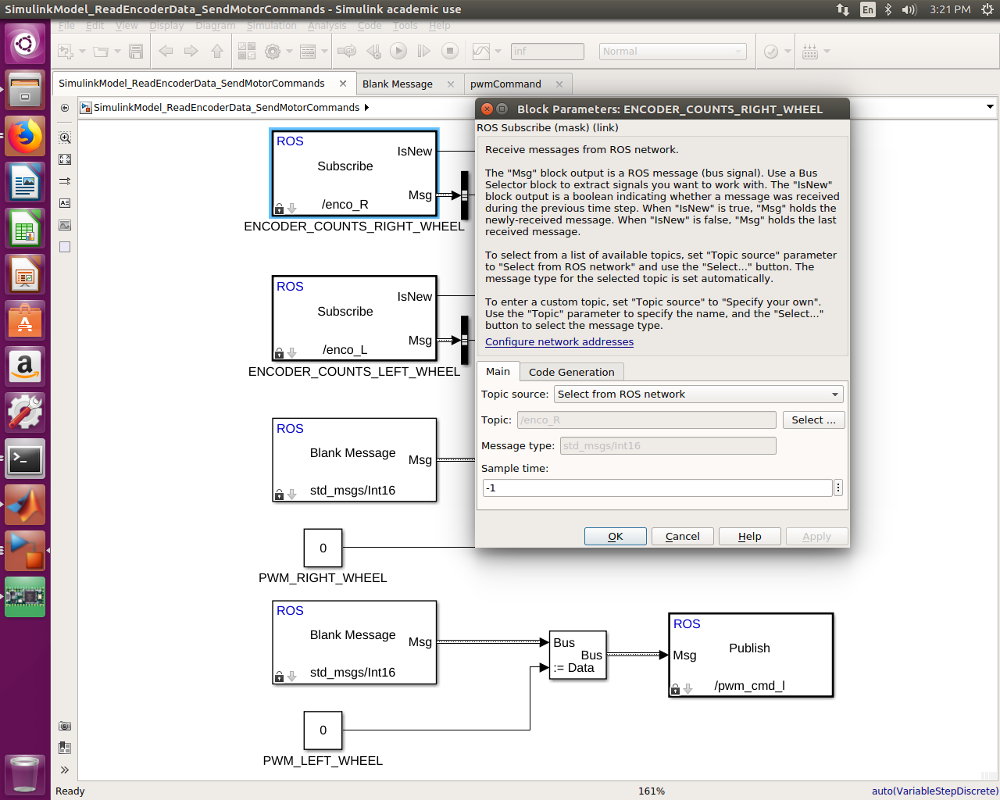 SimulinkModel_ReadEncoderData_SendMotorCommands - Simulink academic use
En
3:21 PM
File Edit View Display Diagram Simulation Analysis Code Tools Help
inf
Normal
SimulinkModel_ReadEncoderData_SendMotorCommands
Blank Message
pwmCommand
SimulinkModel_ReadEncoderData_SendMotorCommands
ROS
IsNew
Subscribe
Msg
/enco_R
ENCODER_COUNTS_RIGHT_WHEEL
ROS
IsNew
Subscribe
Msg
/enco_L
ENCODER_COUNTS_LEFT_WHEEL
ROS
Blank Message
Msg
std_msgs/Int16
0
PWM_RIGHT_WHEEL
ROS
Blank Message
Msg
std_msgs/Int16
0
PWM_LEFT_WHEEL
Bus
Bus
:= Data
ROS
Publish
Msg
/pwm_cmd_l
Block Parameters: ENCODER_COUNTS_RIGHT_WHEEL
ROS Subscribe (mask) (link)
Receive messages from ROS network.
The "Msg" block output is a ROS message (bus signal). Use a Bus
Selector block to extract signals you want to work with. The "IsNew"
block output is a boolean indicating whether a message was received
during the previous time step. When "IsNew" is true, "Msg" holds the
newly-received message. When "IsNew" is false, "Msg" holds the last
received message.
To select from a list of available topics, set "Topic source" parameter
to "Select from ROS network" and use the "Select..." button. The
message type for the selected topic is set automatically.
To enter a custom topic, set "Topic source" to "Specify your own".
Use the "Topic" parameter to specify the name, and the "Select..."
button to select the message type.
Configure network addresses
Main
Code Generation
Topic source: Select from ROS network
Topic: /enco_R
Select ...
Message type: std_msgs/Int16
Sample time:
-1
OK
Cancel
Help
Apply
Ready
161%
auto(VariableStepDiscrete)